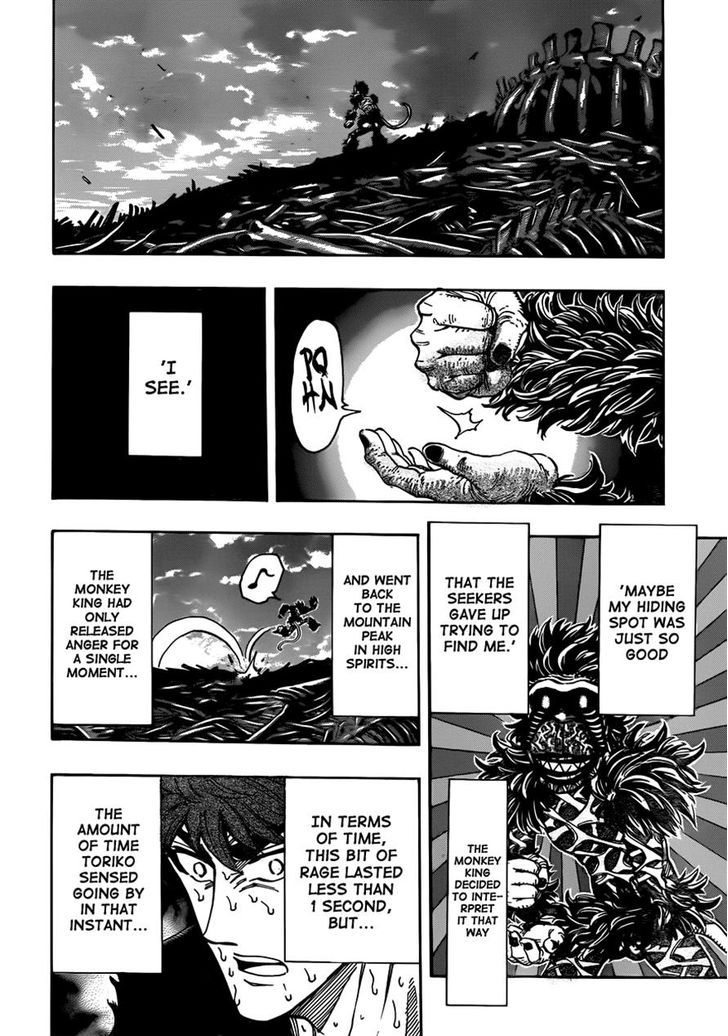 PO
HN
'I
SEE.'
'MAYBE
MY HIDING
SPOT WAS
JUST SO
GOOD
THAT THE
SEEKERS
GAVE UP
TRYING TO
FIND ME.'
THE
MONKEY
KING
DECIDED
TO INTE-
RPRET
IT THAT
WAY
AND WENT
BACK
TO THE
MOUNTAIN
PEAK
IN HIGH
SPIRITS...
THE
MONKEY
KING HAD
ONLY
RELEASED
ANGER FOR
A SINGLE
MOMENT...
IN TERMS
OF TIME,
THIS BIT OF
RAGE LASTED
LESS THAN
1 SECOND,
BUT...
THE
AMOUNT
OF TIME
TORIKO
SENSED
GOING BY
IN THAT
INSTANT...